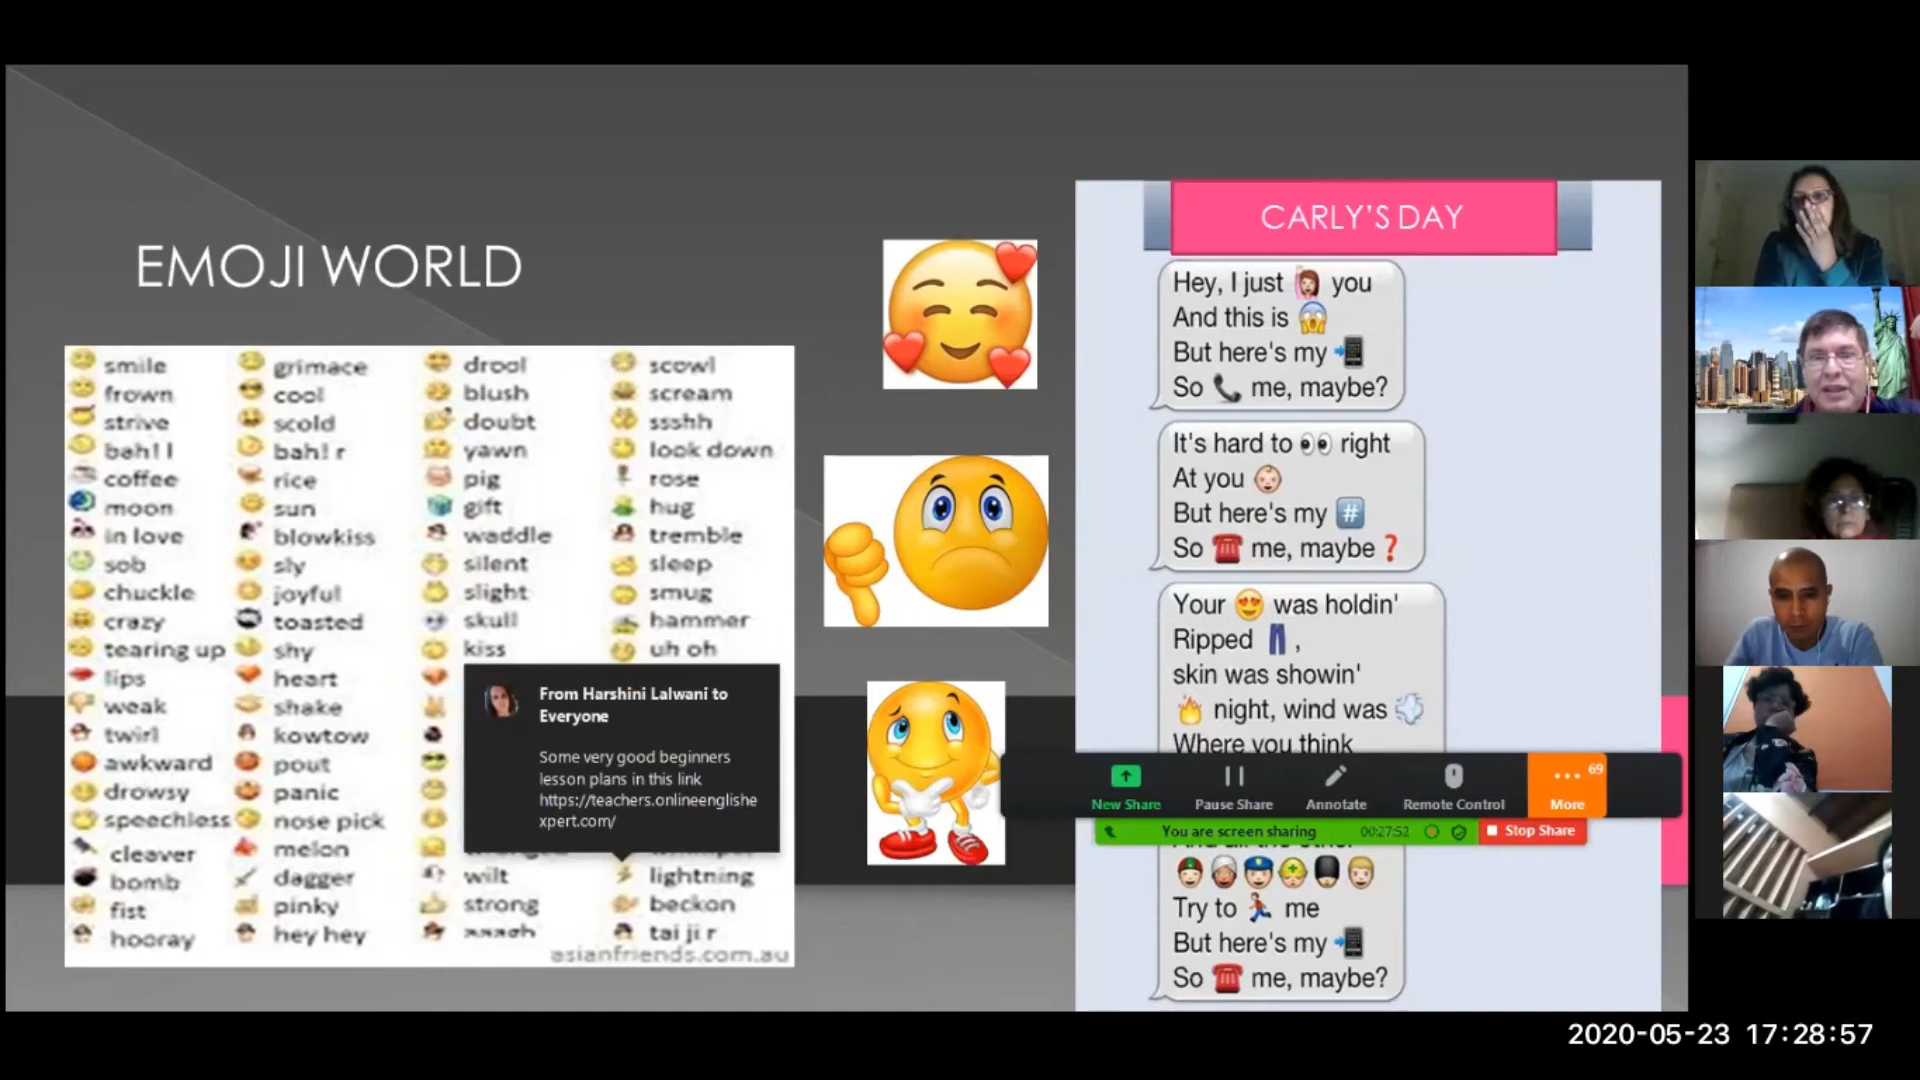 EMOJI WORLD
smile grimace drool scowl
frown cool blush scream
strive scold doubt ssshh
bah! l bah! r yawn look down
coffee rice pig rose
moon sun gift hug
in love blowkiss waddle tremble
sob sly silent sleep
chuckle joyful slight smug
crazy toasted skull hammer
tearing up shy kiss uh oh
lips heart
weak shake
twirl kowtow
awkward pout
drowsy panic
speechless nose pick
cleaver melon
bomb dagger wilt lightning
fist pinky strong beckon
hooray hey hey tai ji r
asianfriends.com.au
From Harshini Lalwani to
Everyone
Some very good beginners
lesson plans in this link
https://teachers.onlineenglishe
xpert.com/
CARLY'S DAY
Hey, I just you
And this is
But here's my
So me, maybe?
It's hard to right
At you
But here's my #
So me, maybe ?
Your was holdin'
Ripped ,
skin was showin'
night, wind was
Where you think
New Share Pause Share Annotate Remote Control 69 More
You are screen sharing 00:27:52 Stop Share
Try to me
But here's my
So me, maybe?
2020-05-23 17:28:57